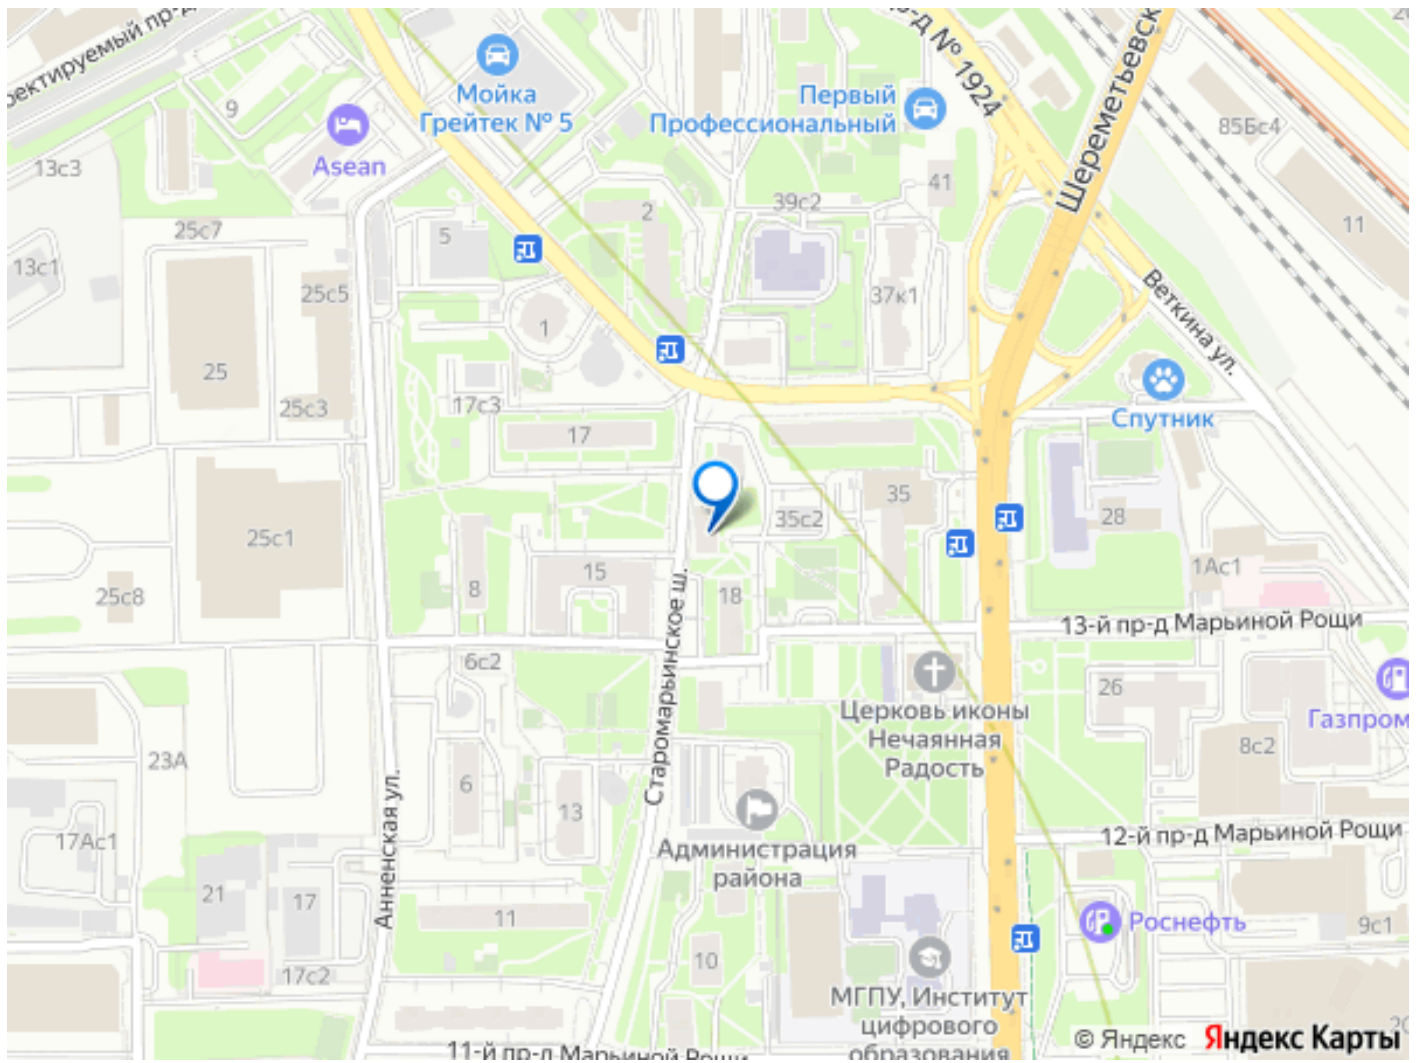 ектируемый пр-д
Мойка
Грейтек № 5
9
Asean
13с3
25с7
13с1
25с5
25
25с3
5
2
1
17с3
17
Первый
Профессиональный
р-д № 1924
Шереметьевск
85Бс4
11
39с2
41
37к1
Веткина ул.
Спутник
35
35с2
28
1Ас1
25с1
25с8
8
15
18
Старомарьинское ш.
13-й пр-д Марьиной Рощи
6с2
Церковь иконы
Нечаянная
Радость
26
Газпром
8с2
23А
6
13
Анненская ул.
Администрация
района
12-й пр-д Марьиной Рощи
17Ас1
21
17
17с2
11
10
Роснефть
9с1
МГПУ, Институт
цифрового
образования
11-й пр-д Марьиной Рощи
© Яндекс Яндекс Карты